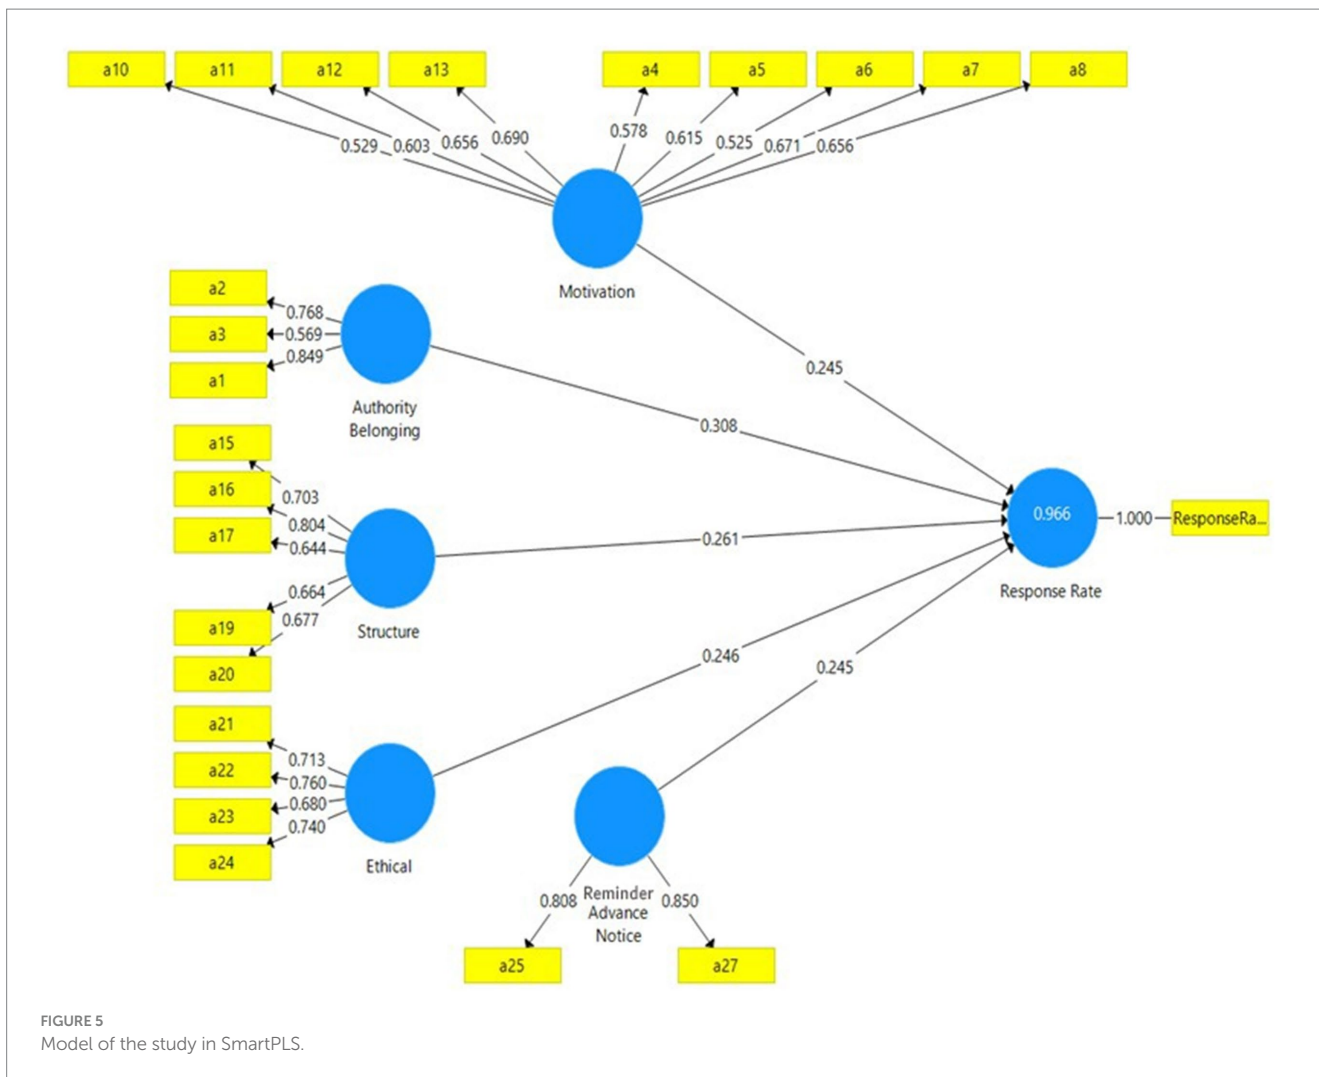 a10 a11 a12 a13 a4 a5 a6 a7 a8
0.529 0.603 0.656 0.690 0.578 0.615 0.525 0.671 0.656
Motivation
a2
0.768
a3
0.569
a1
0.849
Authority
Belonging
0.245
0.308
a15
a16
0.703
a17
0.804
0.644
0.664
a19
0.677
a20
Structure
0.261
0.966
1.000
ResponseRa...
Response Rate
a21
0.713
a22
0.760
a23
0.680
0.740
a24
Ethical
0.246
0.245
0.808
Reminder
Advance
Notice
0.850
a25
a27
FIGURE 5
Model of the study in SmartPLS.